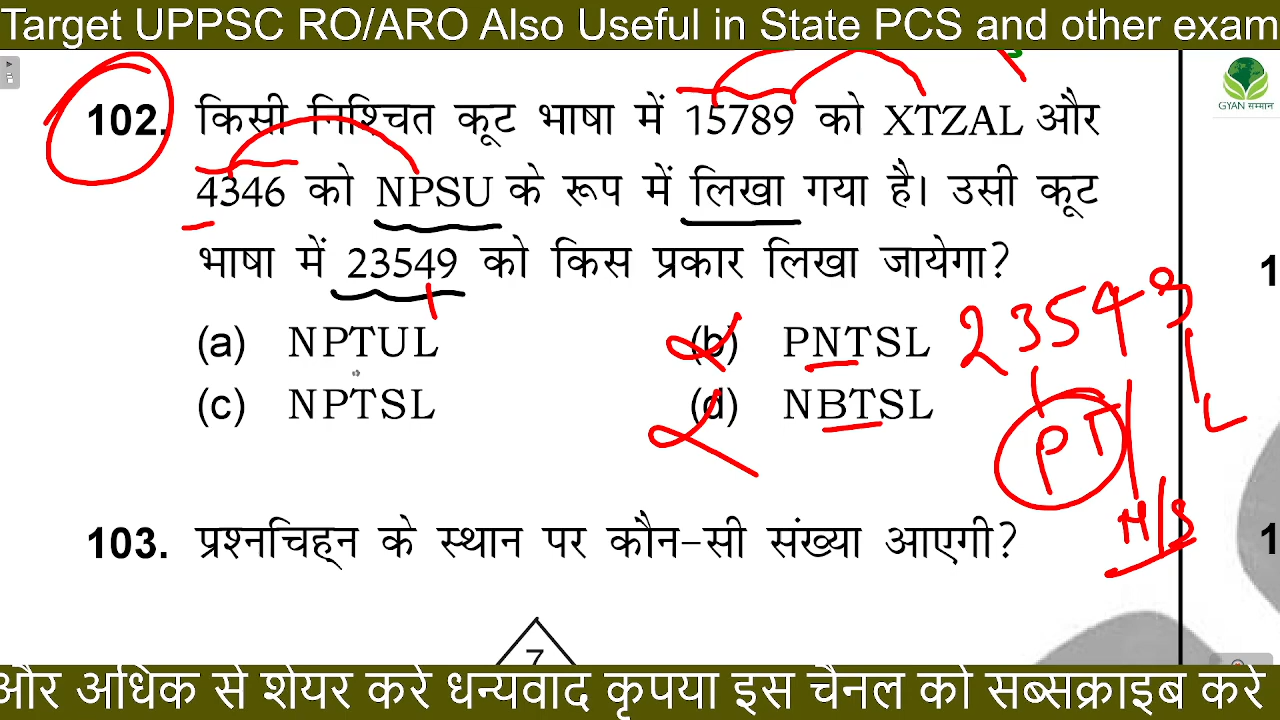 Target UPPSC RO/ARO Also Useful in State PCS and other exam
GYAN सम्मान
102. किसी निश्चित कूट भाषा में 15789 को XTZAL और
4346 को NPSU के रूप में लिखा गया है। उसी कूट
भाषा में 23549 को किस प्रकार लिखा जायेगा?
(a) NPTUL (b) PNTSL
(c) NPTSL (d) NBTSL
23549
PT
L
N/S
103. प्रश्नचिह्न के स्थान पर कौन-सी संख्या आएगी?
7
1
1
और अधिक से शेयर करे धन्यवाद कृपया इस चैनल को सब्सक्राइब करे